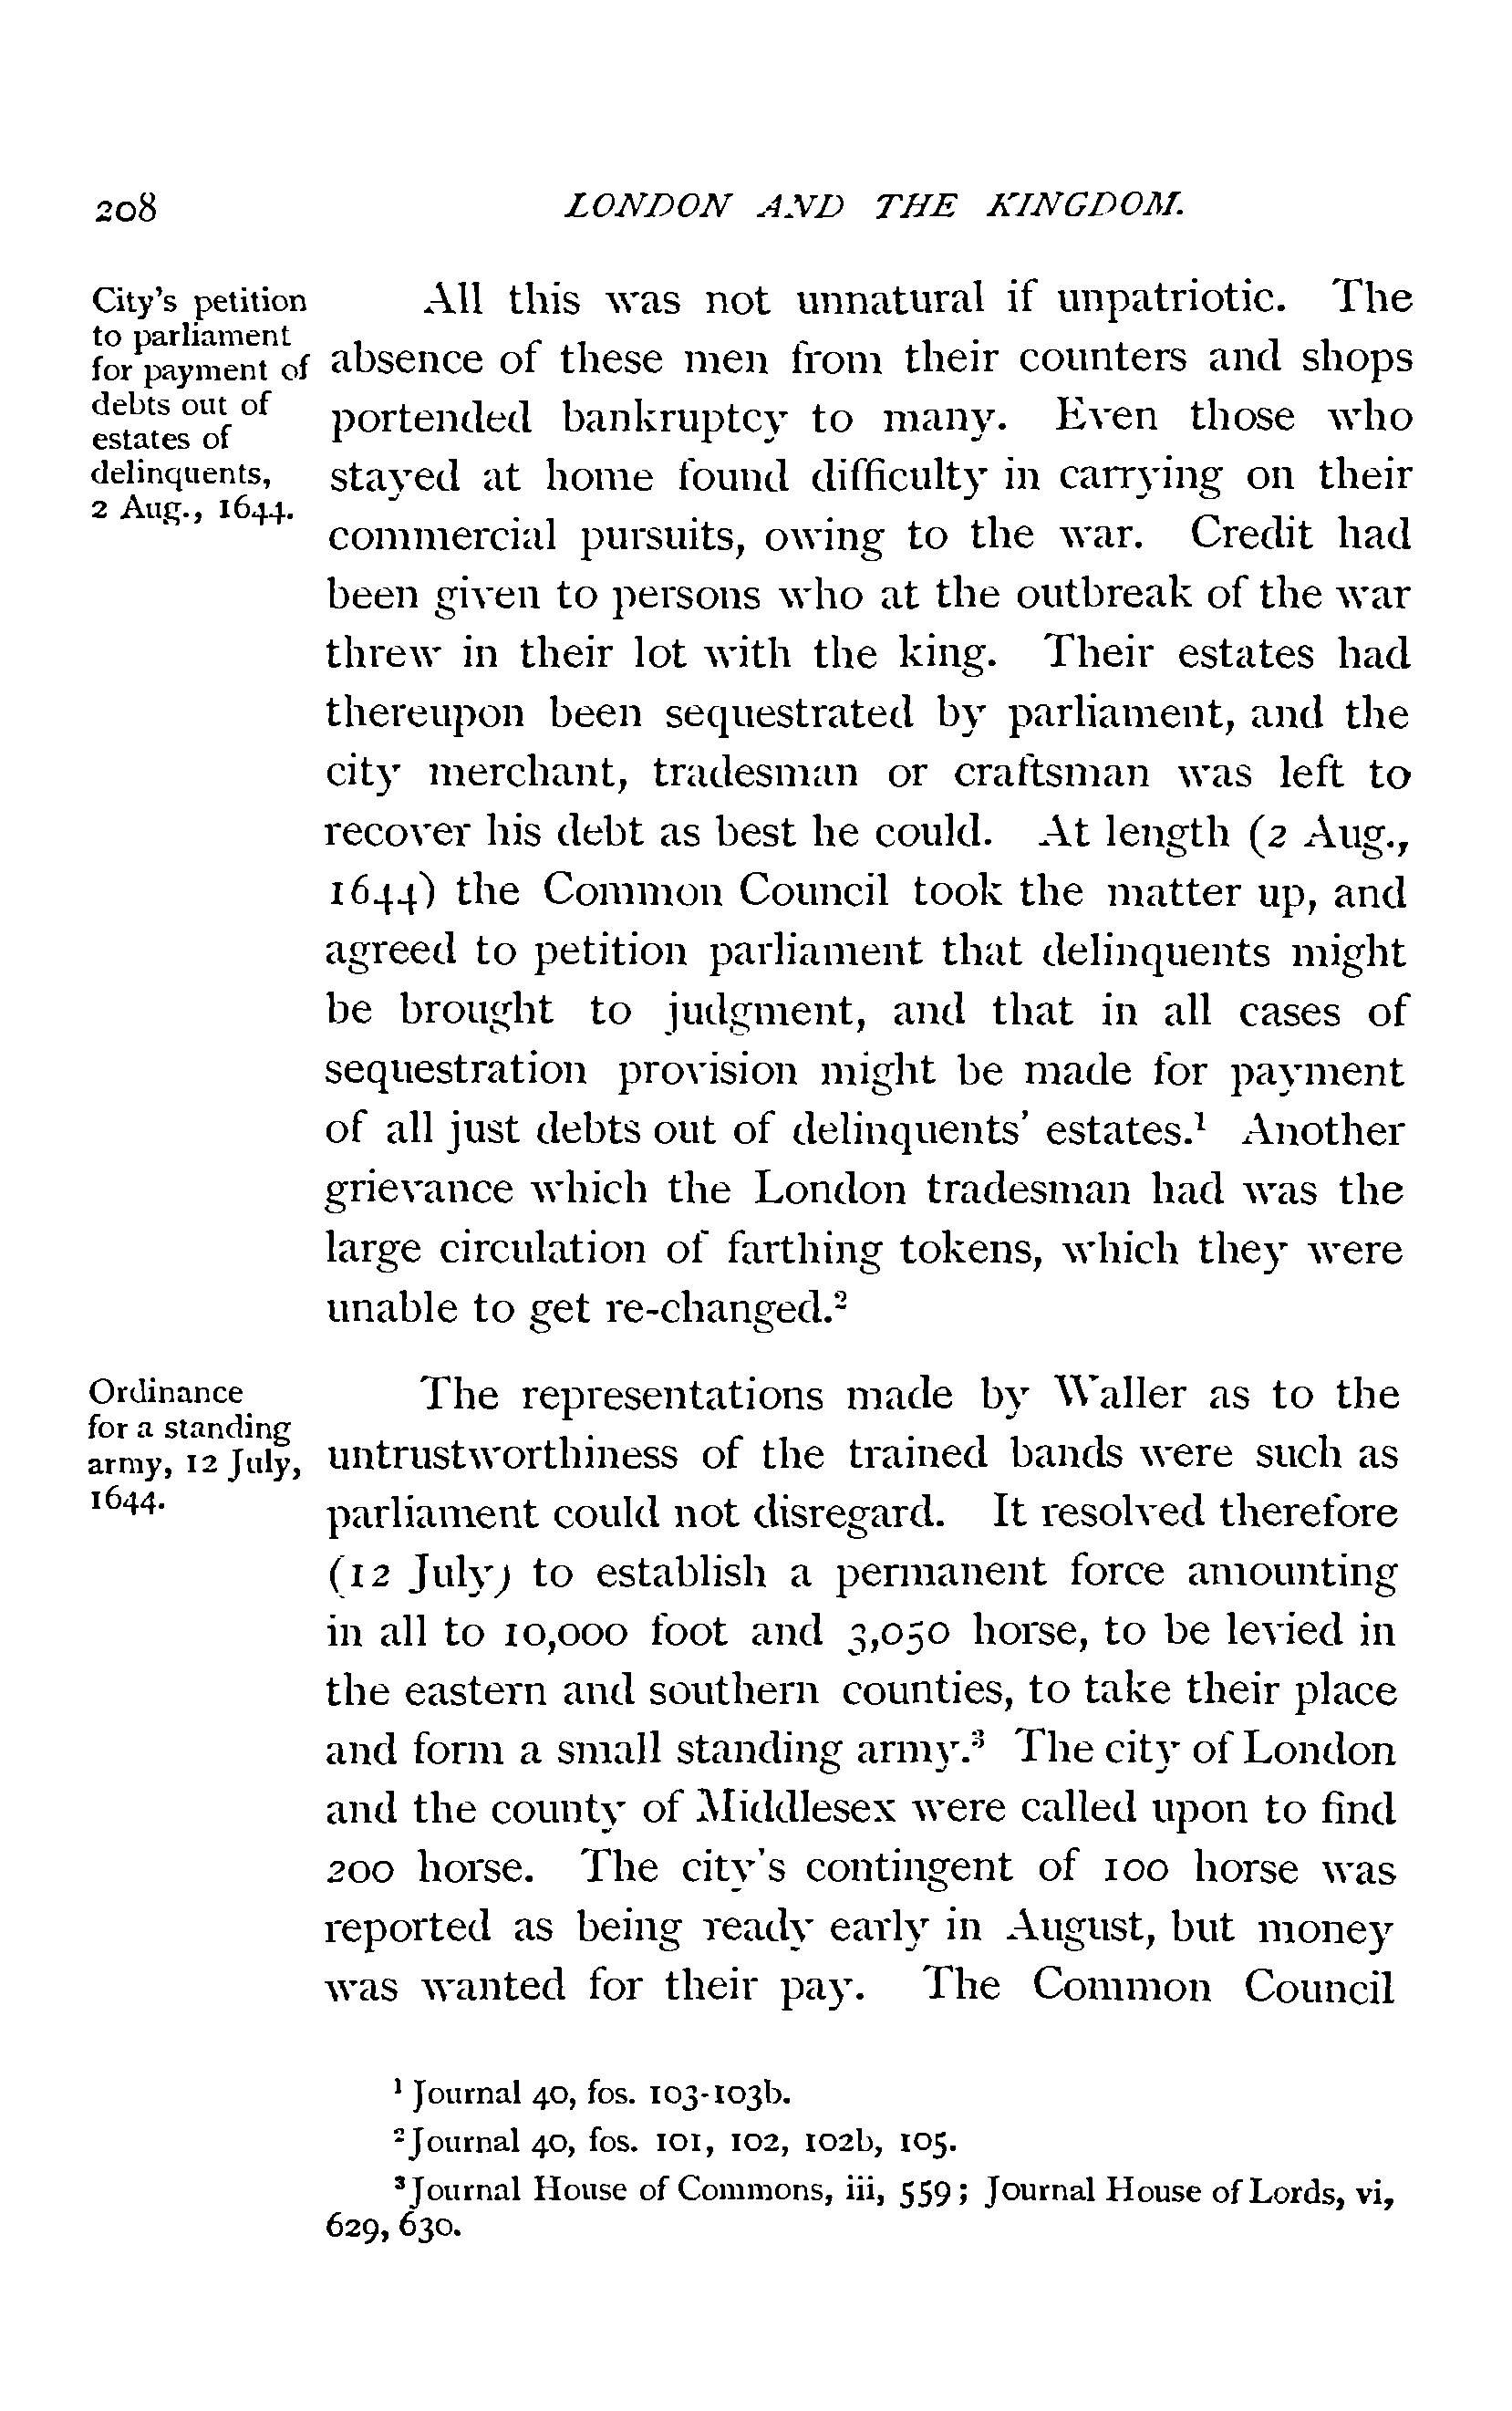 208
LONDON AND THE KINGDOM.
City's petition
to parliament
for payment of
debts out of
estates of
delinquents,
2 Aug., 1644.
All this was not unnatural if unpatriotic. The
absence of these men from their counters and shops
portended bankruptcy to many. Even those who
stayed at home found difficulty in carrying on their
commercial pursuits, owing to the war. Credit had
been given to persons who at the outbreak of the war
threw in their lot with the king. Their estates had
thereupon been sequestrated by parliament, and the
city merchant, tradesman or craftsman was left to
recover his debt as best he could. At length (2 Aug.,
1644) the Common Council took the matter up, and
agreed to petition parliament that delinquents might
be brought to judgment, and that in all cases of
sequestration provision might be made for payment
of all just debts out of delinquents' estates.¹ Another
grievance which the London tradesman had was the
large circulation of farthing tokens, which they were
unable to get re-changed.²
Ordinance
for a standing
army, 12 July,
1644.
The representations made by Waller as to the
untrustworthiness of the trained bands were such as
parliament could not disregard. It resolved therefore
(12 July) to establish a permanent force amounting
in all to 10,000 foot and 3,050 horse, to be levied in
the eastern and southern counties, to take their place
and form a small standing army.³ The city of London
and the county of Middlesex were called upon to find
200 horse. The city's contingent of 100 horse was
reported as being ready early in August, but money
was wanted for their pay. The Common Council
¹ Journal 40, fos. 103-103b.
² Journal 40, fos. 101, 102, 102b, 105.
³ Journal House of Commons, iii, 559; Journal House of Lords, vi,
629, 630.